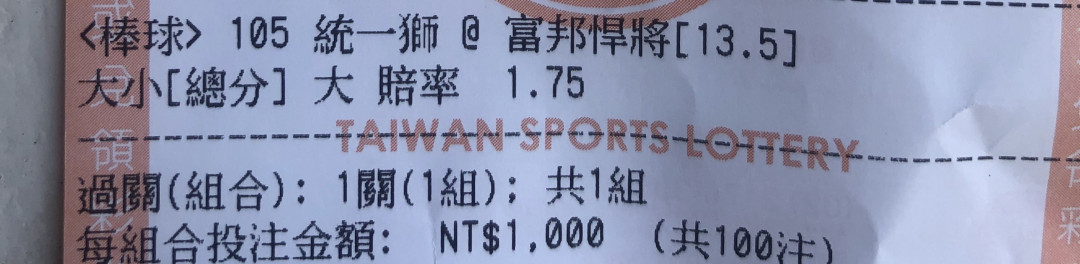 <棒球> 105 統一獅 @ 富邦悍將[13.5]
大小[總分] 大 賠率 1.75
TAIWAN SPORTS LOTTERY
過關(組合): 1關(1組); 共1組
每組合投注金額: NT$1,000 (共100注)